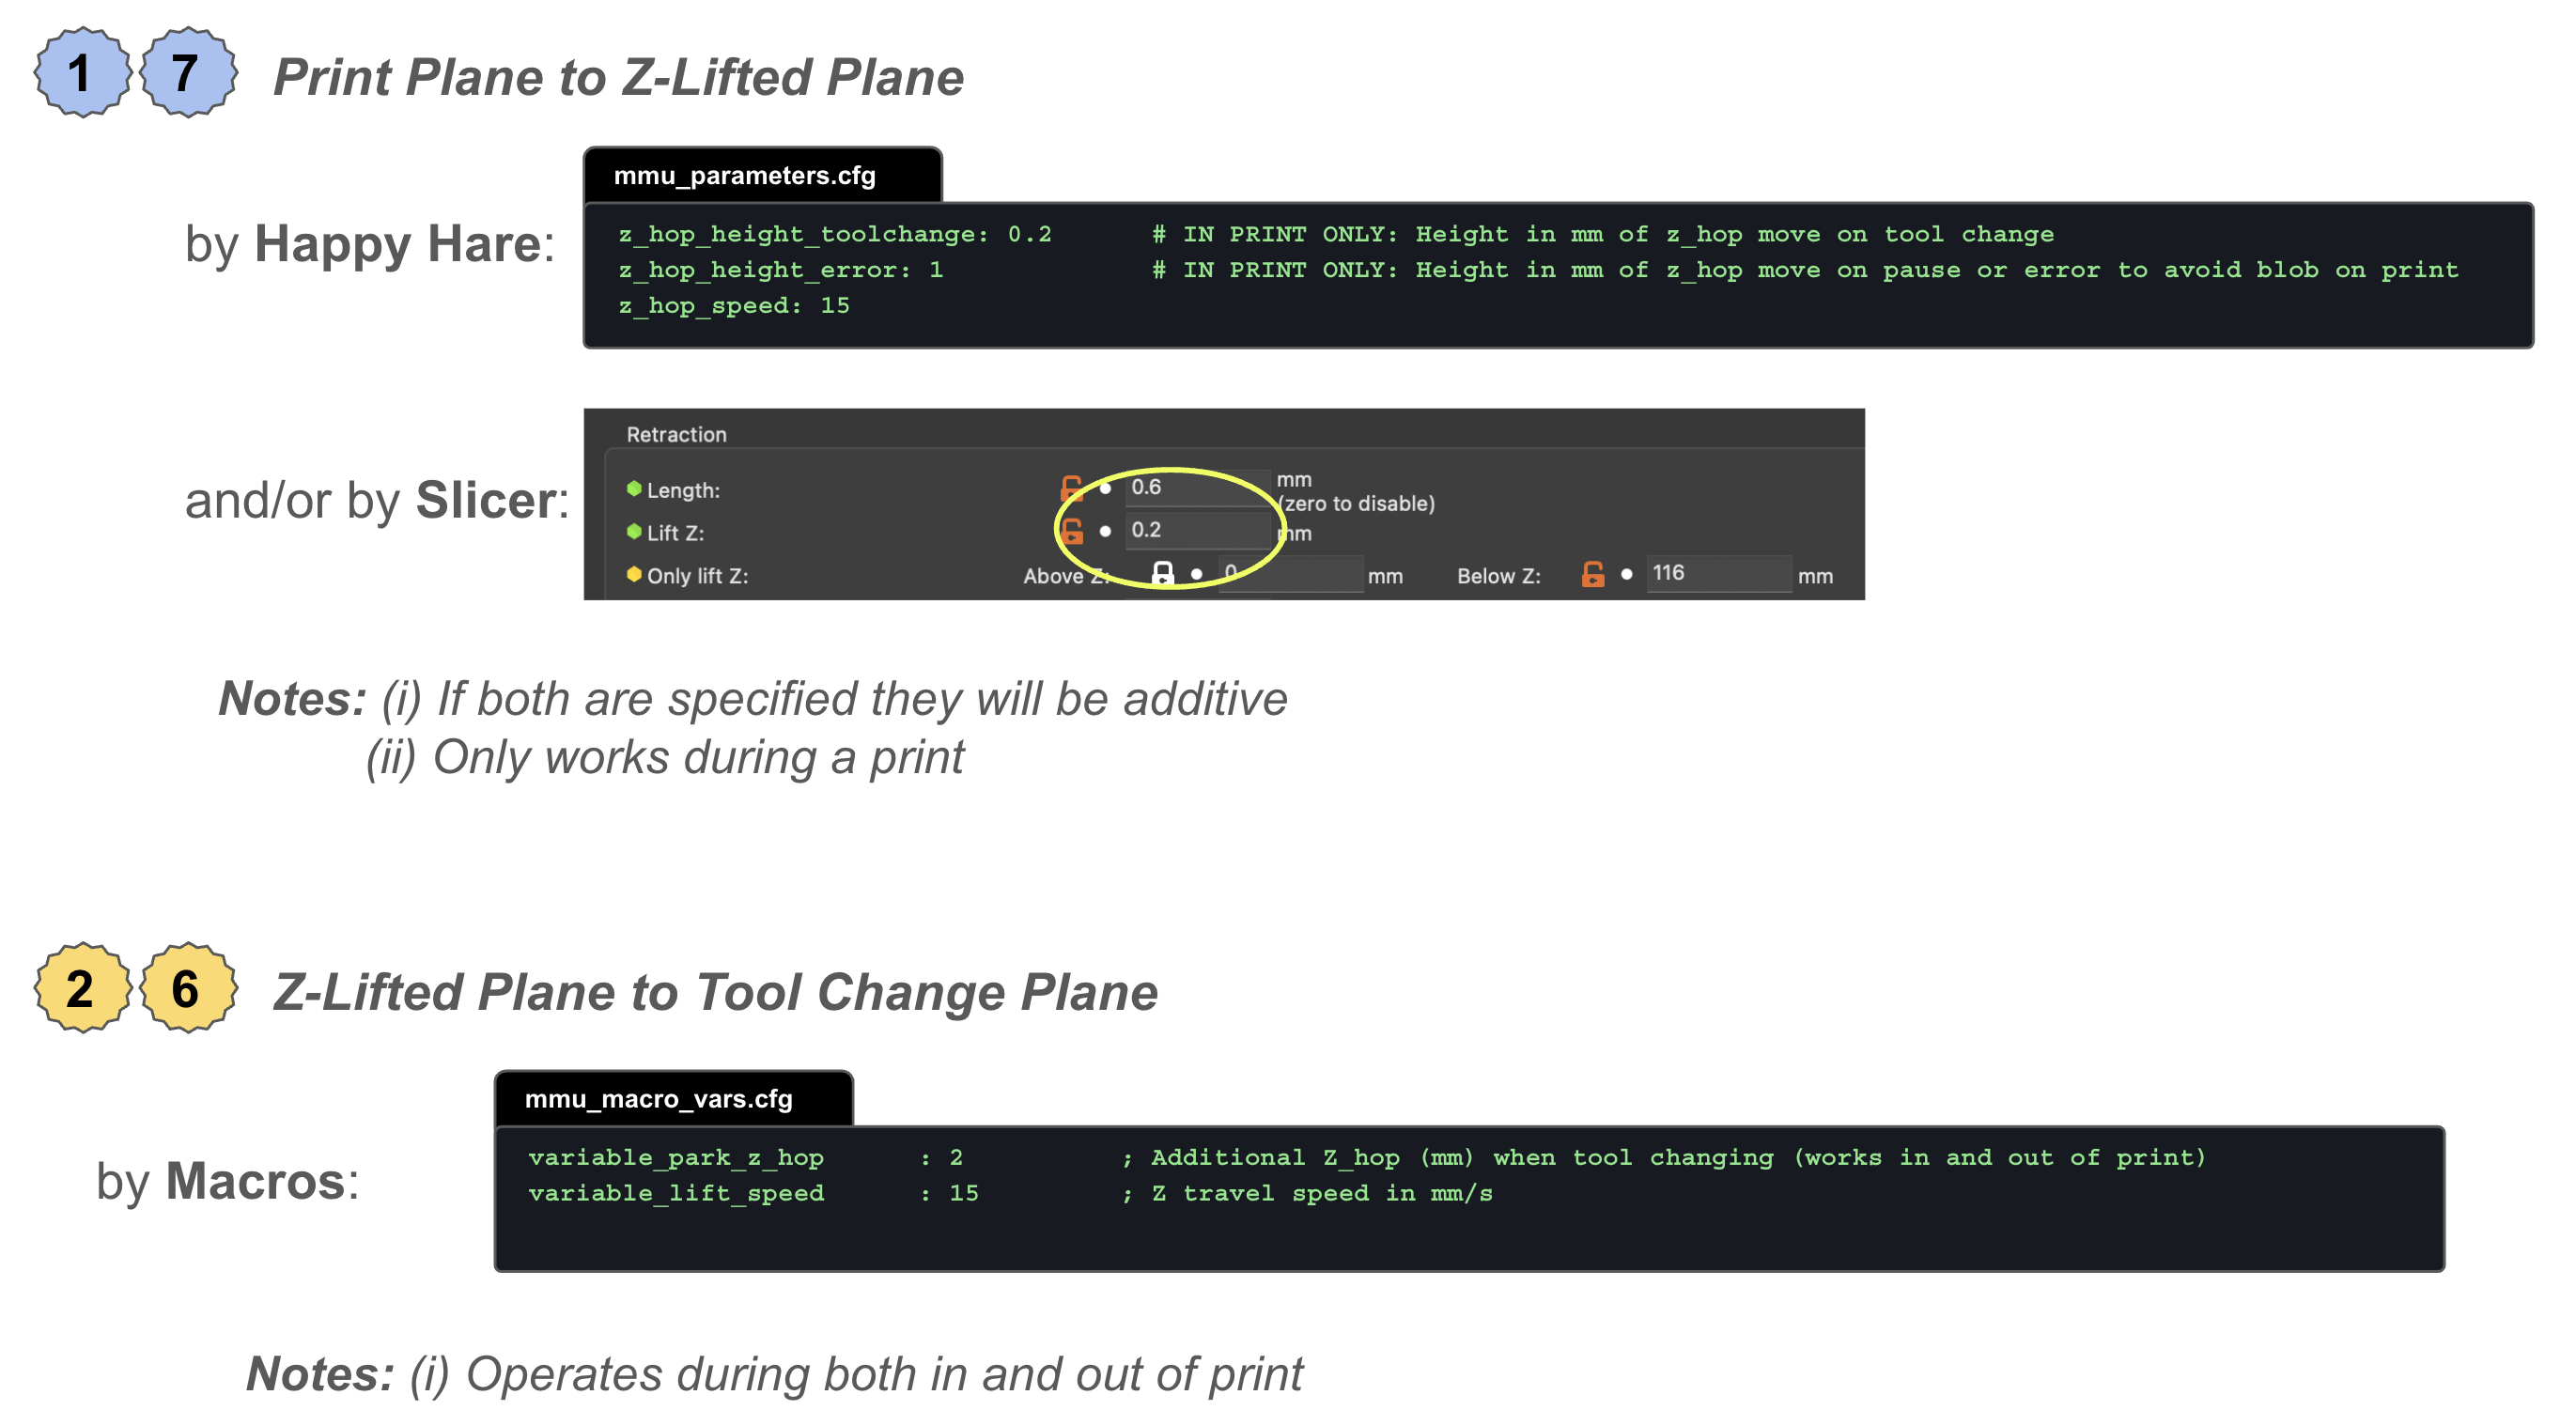 1 7 Print Plane to Z-Lifted Plane
mmu_parameters.cfg
by Happy Hare:
z_hop_height_toolchange: 0.2 # IN PRINT ONLY: Height in mm of z_hop move on tool change
z_hop_height_error: 1 # IN PRINT ONLY: Height in mm of z_hop move on pause or error to avoid blob on print
z_hop_speed: 15
and/or by Slicer:
Retraction
Length: 0.6 mm
(zero to disable)
Lift Z: 0.2 mm
Only lift Z: Above Z: 0 mm Below Z: 116 mm
Notes: (i) If both are specified they will be additive
(ii) Only works during a print
2 6 Z-Lifted Plane to Tool Change Plane
mmu_macro_vars.cfg
by Macros:
variable_park_z_hop : 2 ; Additional Z_hop (mm) when tool changing (works in and out of print)
variable_lift_speed : 15 ; Z travel speed in mm/s
Notes: (i) Operates during both in and out of print